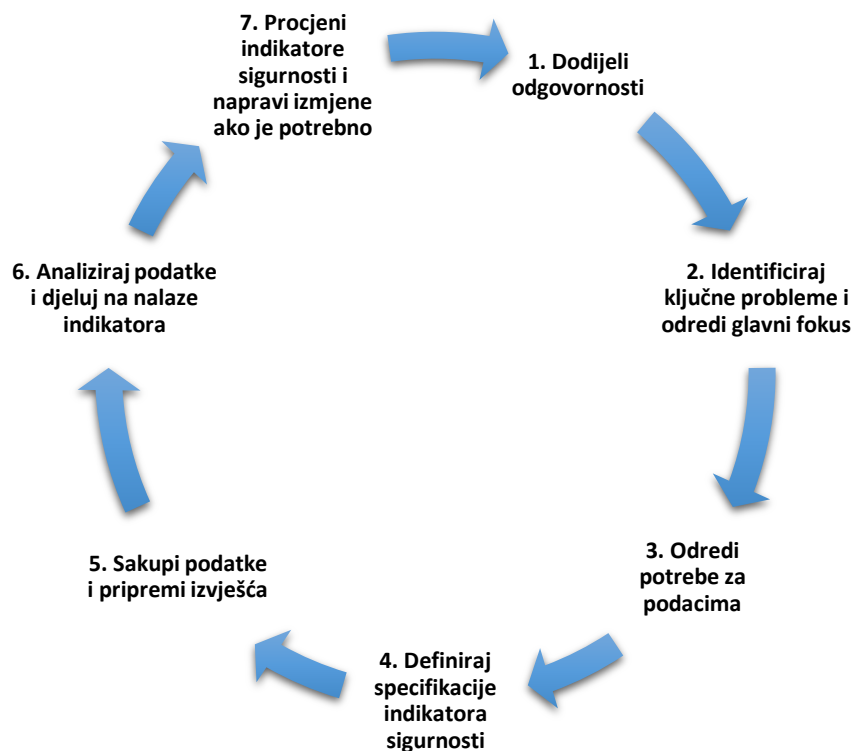 1. Dodijeli
odgovornosti
2. Identificiraj
ključne probleme i
odredi glavni fokus
3. Odredi
potrebe za
podacima
4. Definiraj
specifikacije
indikatora
sigurnosti
5. Sakupi podatke
i pripremi izvješća
6. Analiziraj podatke
i djeluj na nalaze
indikatora
7. Procjeni
indikatore
sigurnosti i
napravi izmjene
ako je potrebno